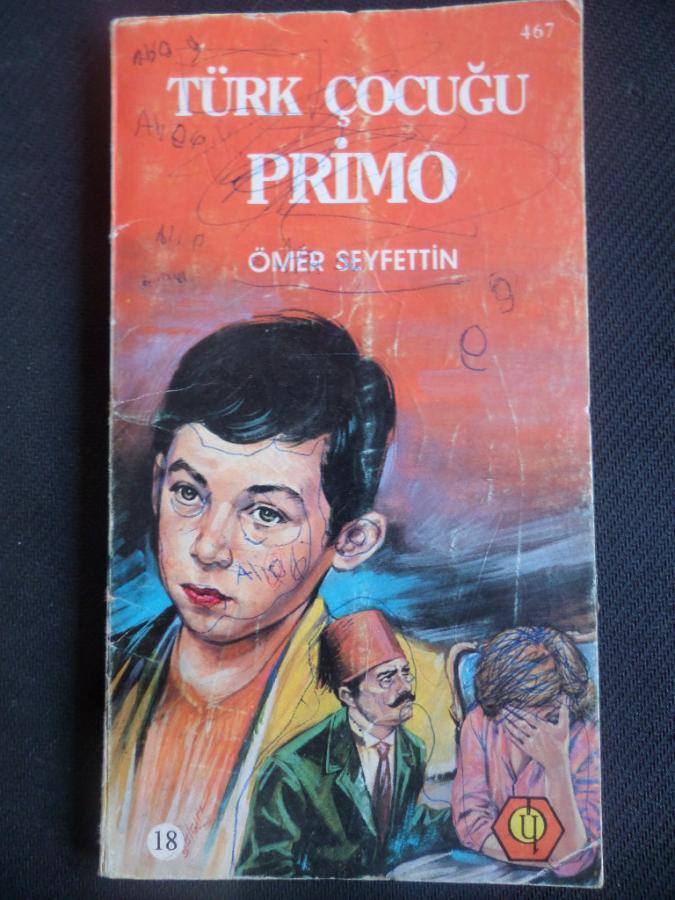 467
TÜRK ÇOCUĞU
PRİMO
ÖMER SEYFETTİN
18